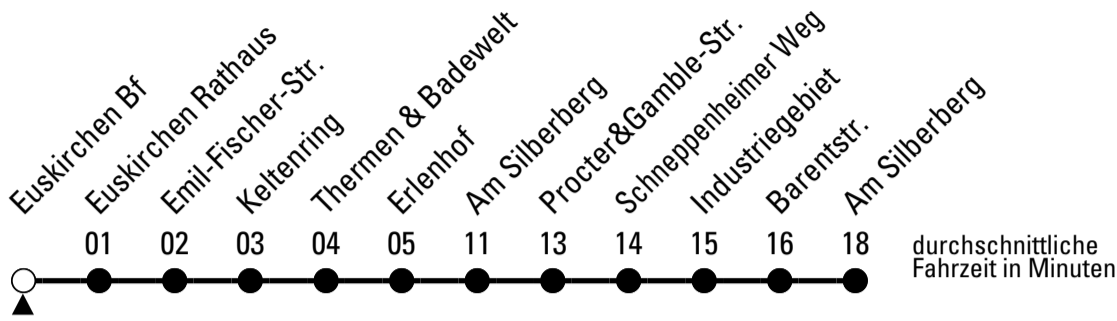 Euskirchen Bf
Euskirchen Rathaus
Emil-Fischer-Str.
Keltenring
Thermen & Badewelt
Erlenhof
Am Silberberg
Procter&Gamble-Str.
Schneppenheimer Weg
Industriegebiet
Barentstr.
Am Silberberg
01 02 03 04 05 11 13 14 15 16 18
durchschnittliche
Fahrzeit in Minuten